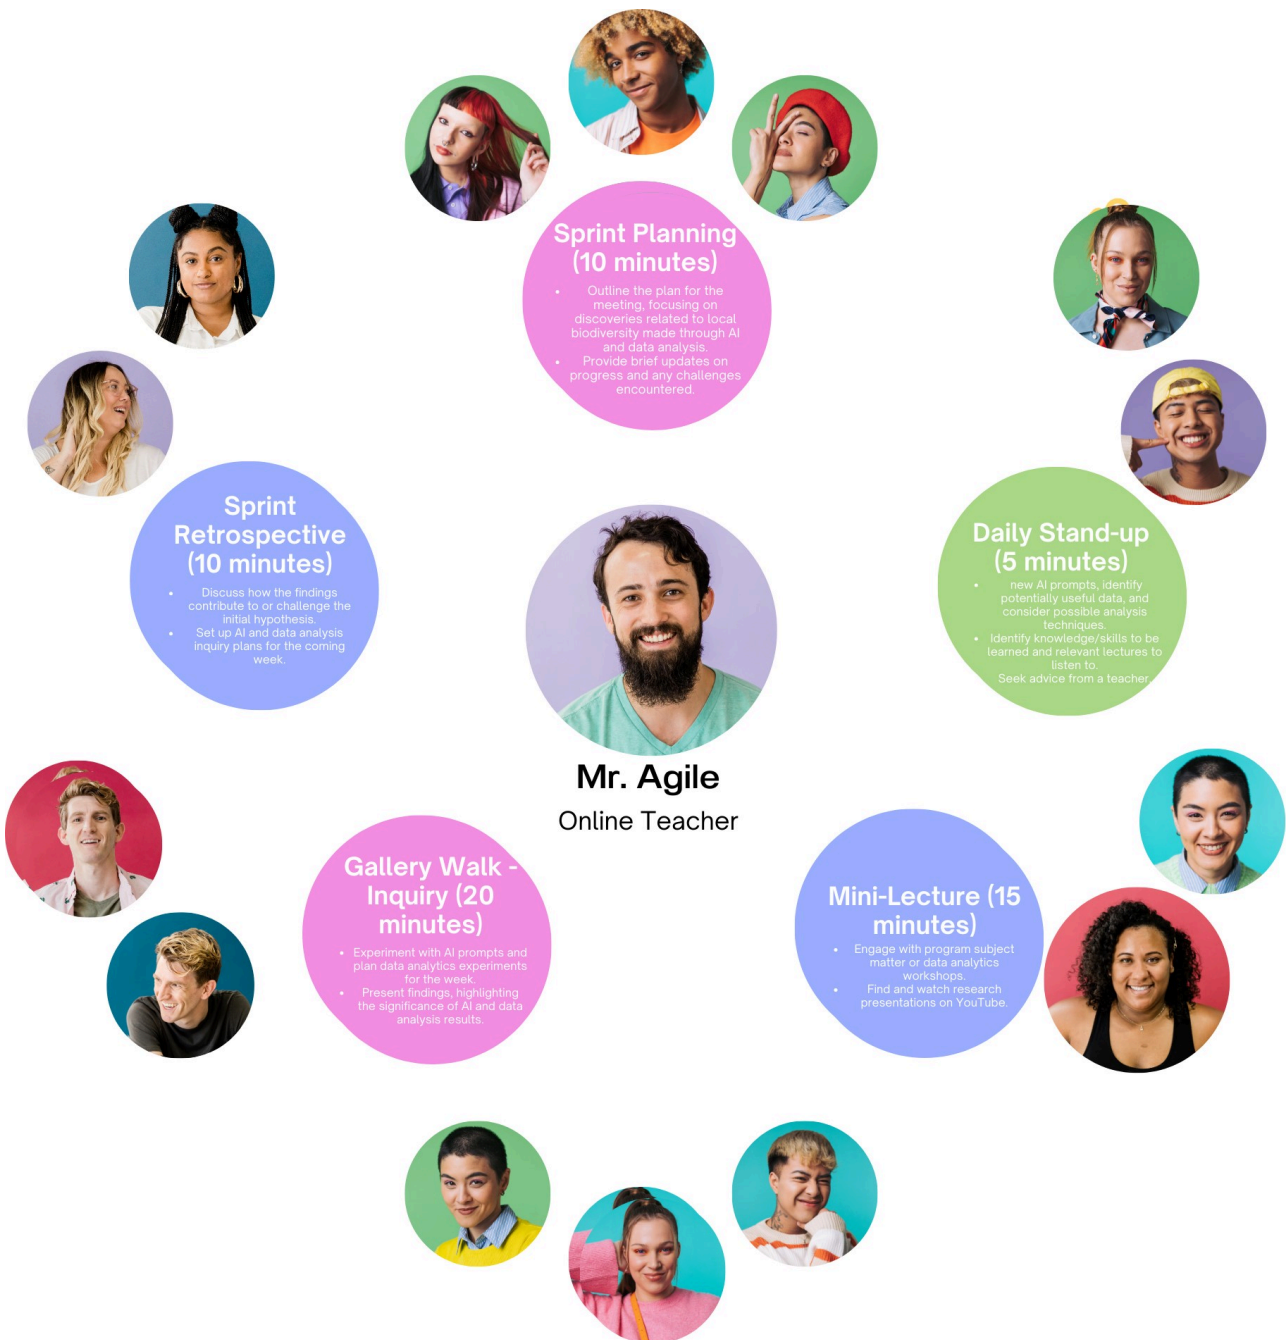 Sprint Planning
(10 minutes)
• Outline the plan for the
meeting, focusing on
discoveries related to local
biodiversity made through AI
and data analysis.
• Provide brief updates on
progress and any challenges
encountered.
Daily Stand-up
(5 minutes)
• new AI prompts, identify
potentially useful data, and
consider possible analysis
techniques.
• Identify knowledge/skills to be
learned and relevant lectures to
listen to.
Seek advice from a teacher.
Mini-Lecture (15
minutes)
• Engage with program subject
matter or data analytics
workshops.
• Find and watch research
presentations on YouTube.
Gallery Walk -
Inquiry (20
minutes)
• Experiment with AI prompts and
plan data analytics experiments
for the week.
• Present findings, highlighting
the significance of AI and data
analysis results.
Sprint
Retrospective
(10 minutes)
• Discuss how the findings
contribute to or challenge the
initial hypothesis.
• Set up AI and data analysis
inquiry plans for the coming
week.
Mr. Agile
Online Teacher